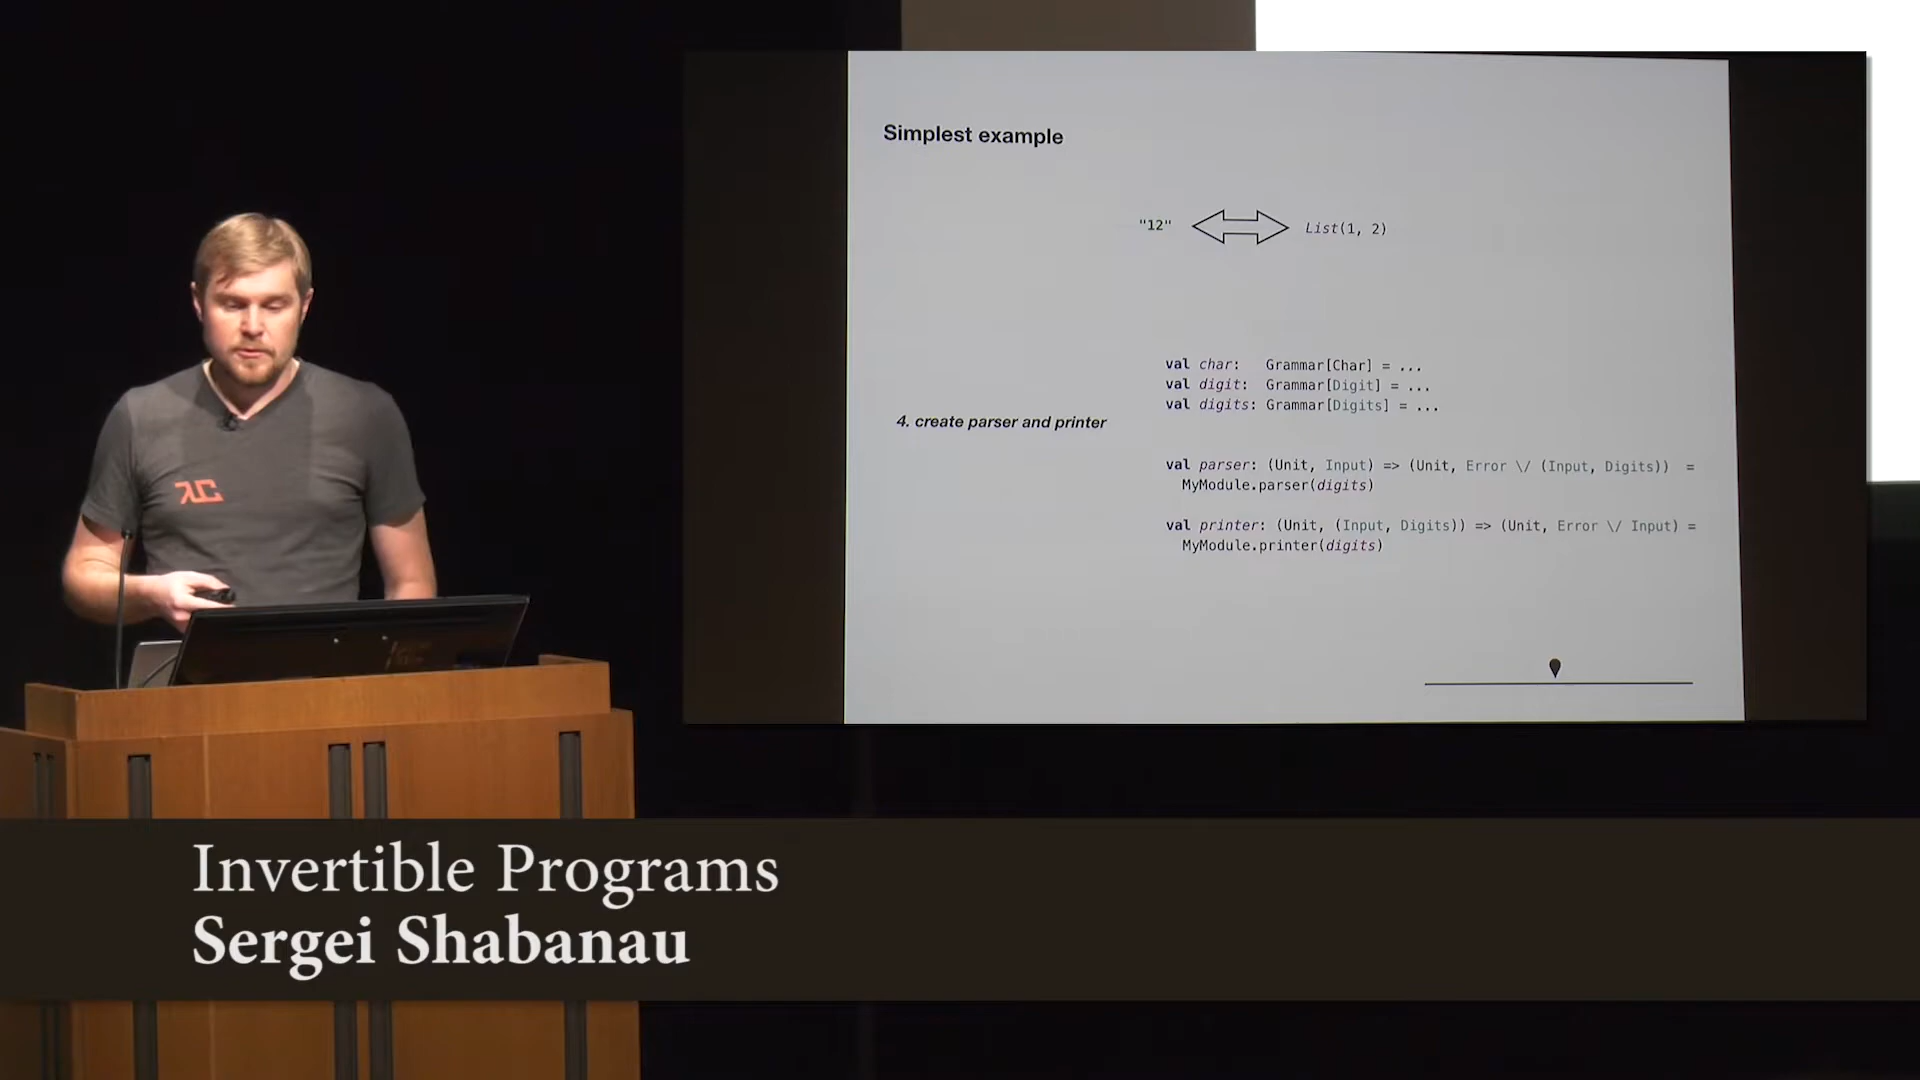 Simplest example
"12" List(1, 2)
val char: Grammar[Char] = ...
val digit: Grammar[Digit] = ...
val digits: Grammar[Digits] = ...
4. create parser and printer
val parser: (Unit, Input) => (Unit, Error \/ (Input, Digits)) =
MyModule.parser(digits)
val printer: (Unit, (Input, Digits)) => (Unit, Error \/ Input) =
MyModule.printer(digits)
Invertible Programs
Sergei Shabanau